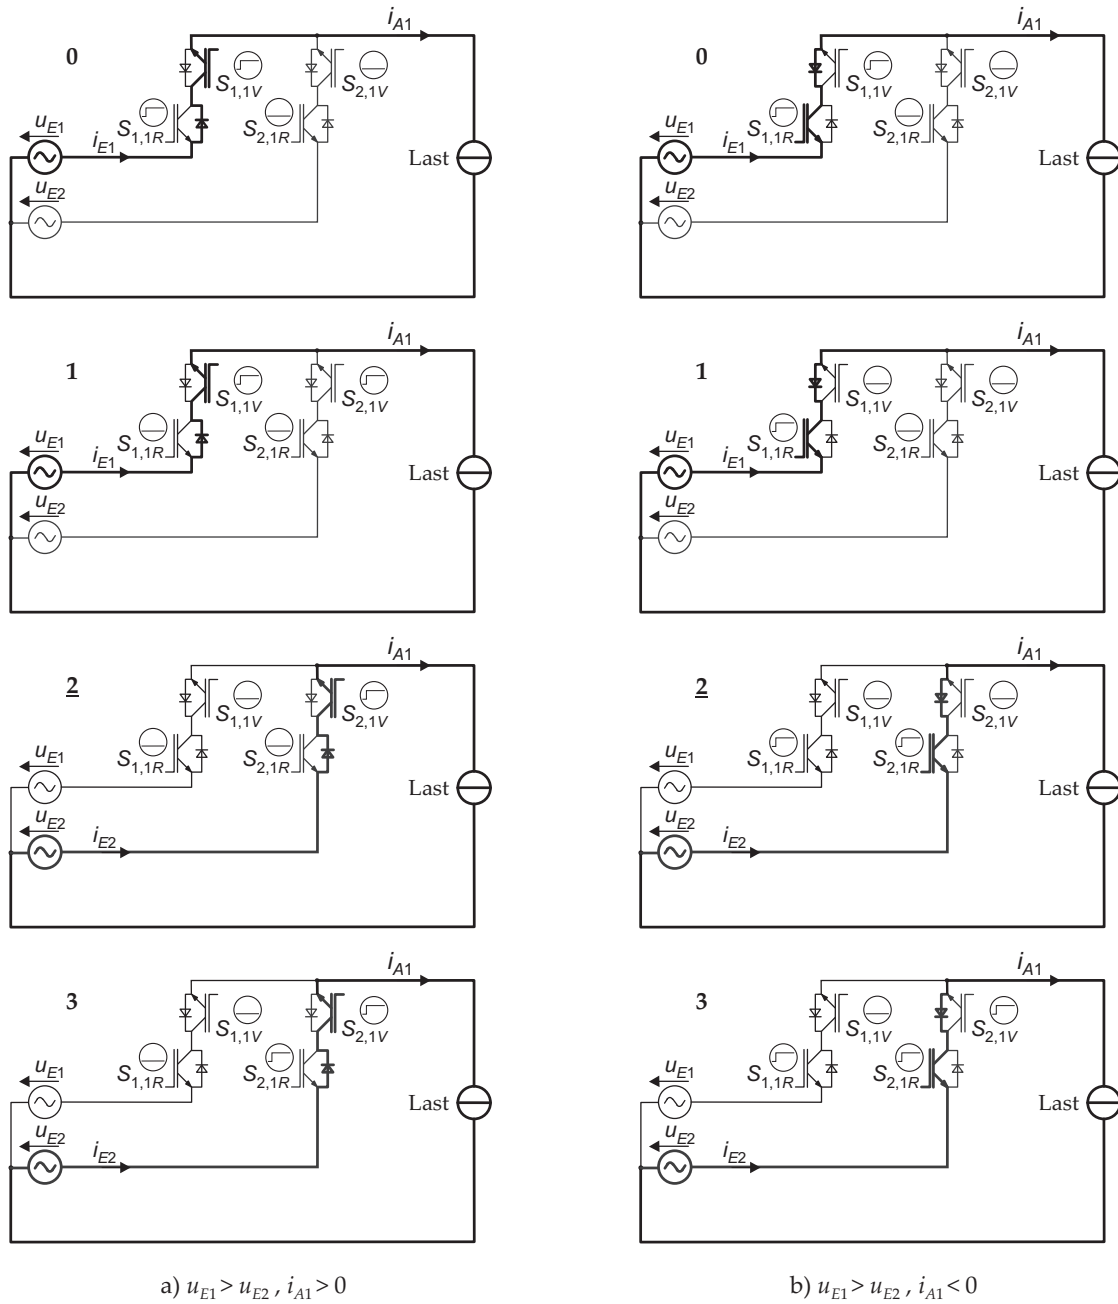 i_A1
0
S_1,1V
S_2,1V
u_E1
S_1,1R
S_2,1R
i_E1
Last
u_E2
i_A1
1
S_1,1V
S_2,1V
u_E1
S_1,1R
S_2,1R
i_E1
Last
u_E2
i_A1
2
S_1,1V
S_2,1V
u_E1
S_1,1R
S_2,1R
Last
u_E2
i_E2
i_A1
3
S_1,1V
S_2,1V
u_E1
S_1,1R
S_2,1R
Last
u_E2
i_E2
a) u_E1 > u_E2 , i_A1 > 0
i_A1
0
S_1,1V
S_2,1V
u_E1
S_1,1R
S_2,1R
i_E1
Last
u_E2
i_A1
1
S_1,1V
S_2,1V
u_E1
S_1,1R
S_2,1R
i_E1
Last
u_E2
i_A1
2
S_1,1V
S_2,1V
u_E1
S_1,1R
S_2,1R
Last
u_E2
i_E2
i_A1
3
S_1,1V
S_2,1V
u_E1
S_1,1R
S_2,1R
Last
u_E2
i_E2
b) u_E1 > u_E2 , i_A1 < 0